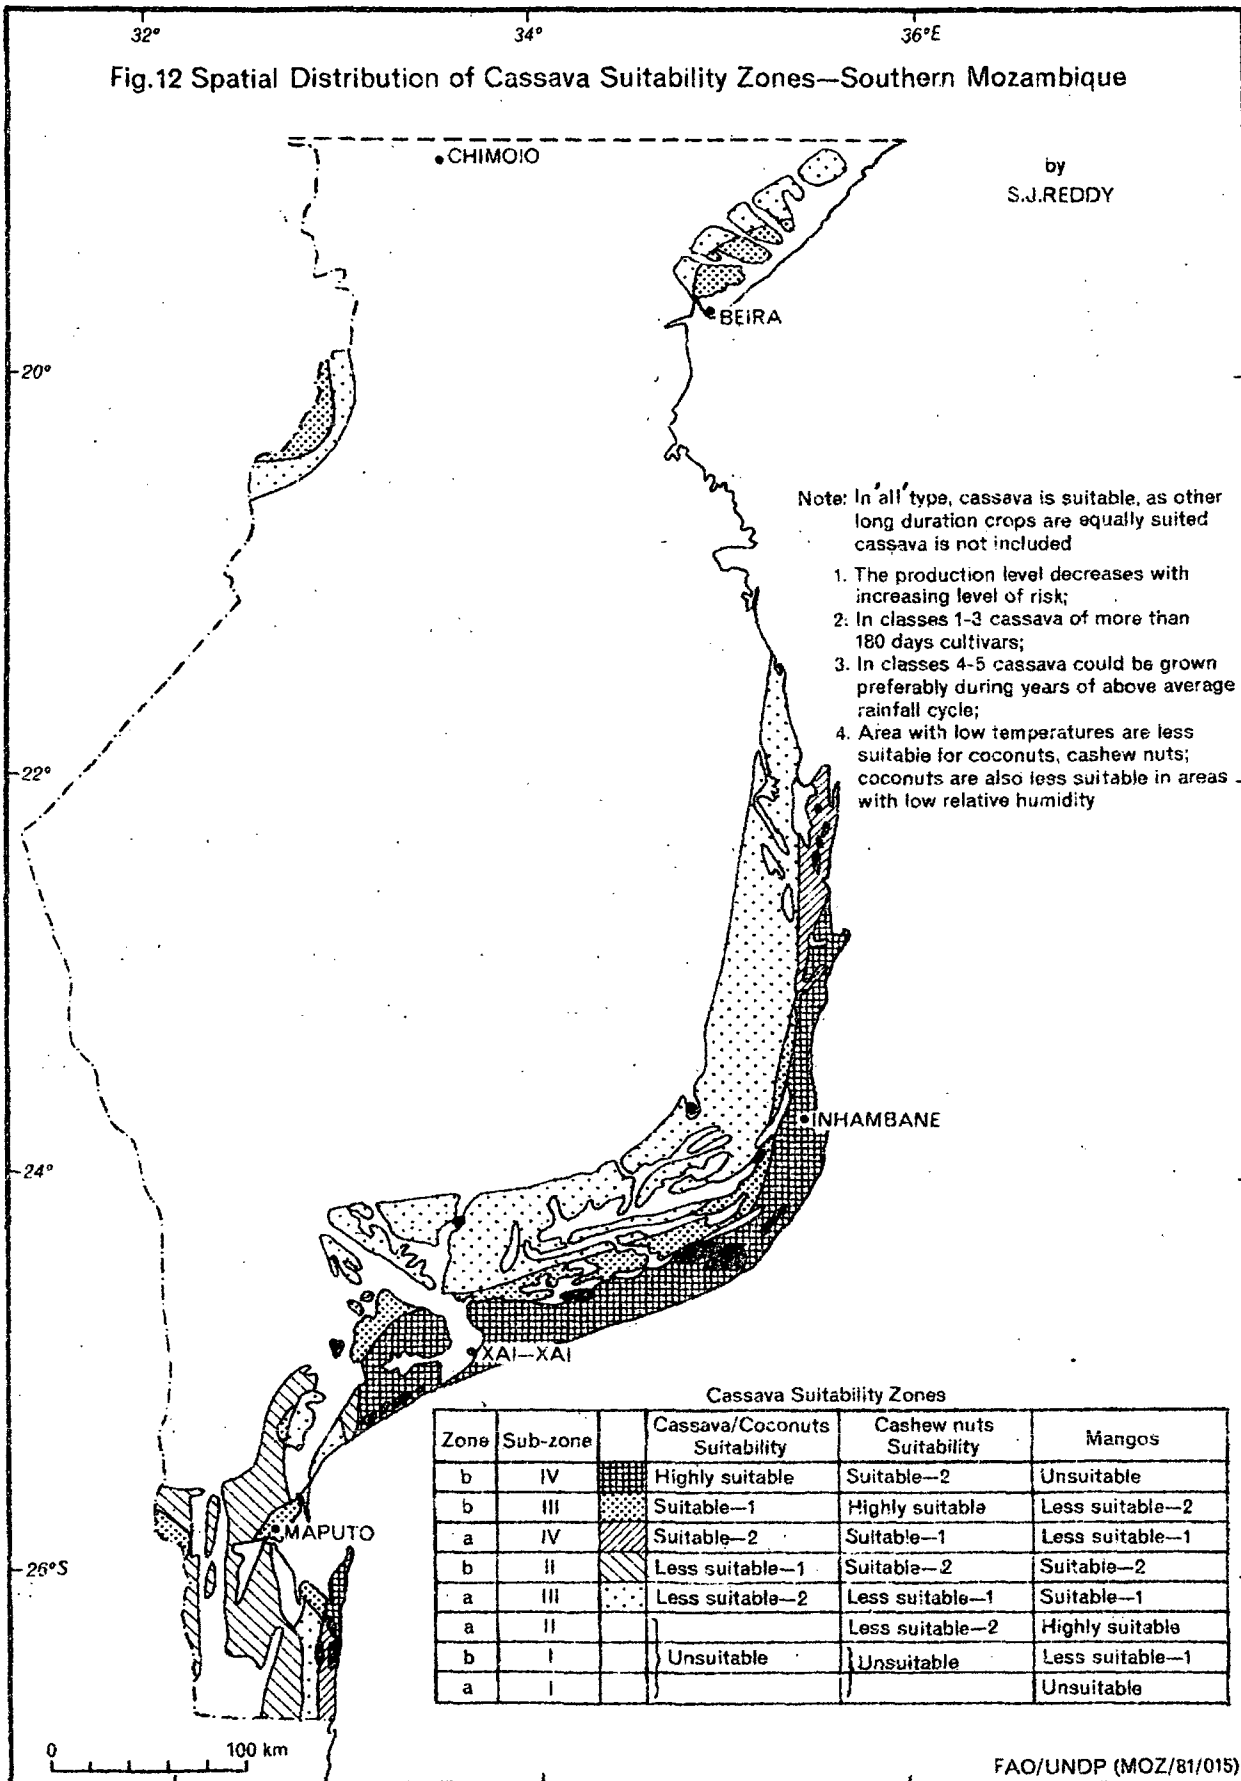 32° 34° 36°E
Fig.12 Spatial Distribution of Cassava Suitability Zones—Southern Mozambique
CHIMOIO
by
S.J.REDDY
BEIRA
20°
Note: In 'all' type, cassava is suitable, as other
long duration crops are equally suited
cassava is not included
1. The production level decreases with
increasing level of risk;
2. In classes 1-3 cassava of more than
180 days cultivars;
3. In classes 4-5 cassava could be grown
preferably during years of above average
rainfall cycle;
4. Area with low temperatures are less
suitable for coconuts, cashew nuts;
coconuts are also less suitable in areas
with low relative humidity
22°
INHAMBANE
24°
XAI—XAI
MAPUTO
26°S
Cassava Suitability Zones
Zone Sub-zone Cassava/Coconuts Suitability Cashew nuts Suitability Mangos
b IV Highly suitable Suitable—2 Unsuitable
b III Suitable—1 Highly suitable Less suitable—2
a IV Suitable—2 Suitable—1 Less suitable—1
b II Less suitable—1 Suitable—2 Suitable—2
a III Less suitable—2 Less suitable—1 Suitable—1
a II Less suitable—2 Highly suitable
b I Unsuitable Unsuitable Less suitable—1
a I Unsuitable
0 100 km
FAO/UNDP (MOZ/81/015)